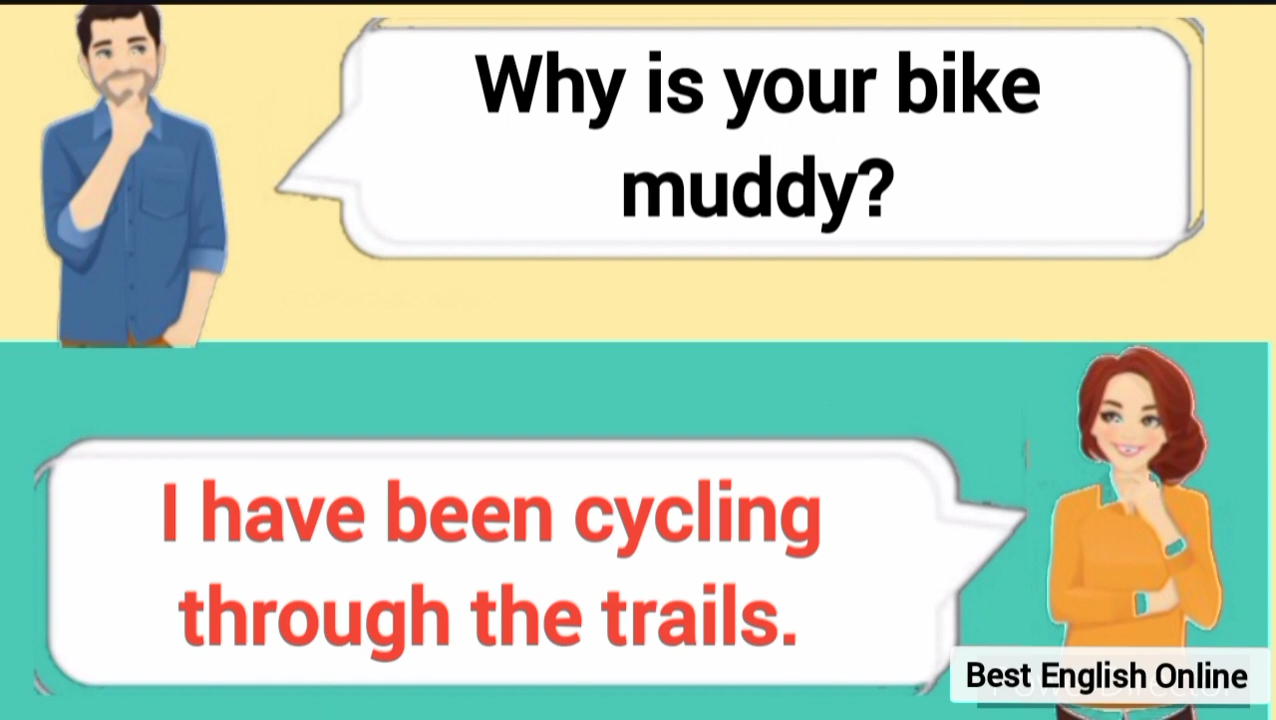 Why is your bike
muddy?
I have been cycling
through the trails.
Best English Online